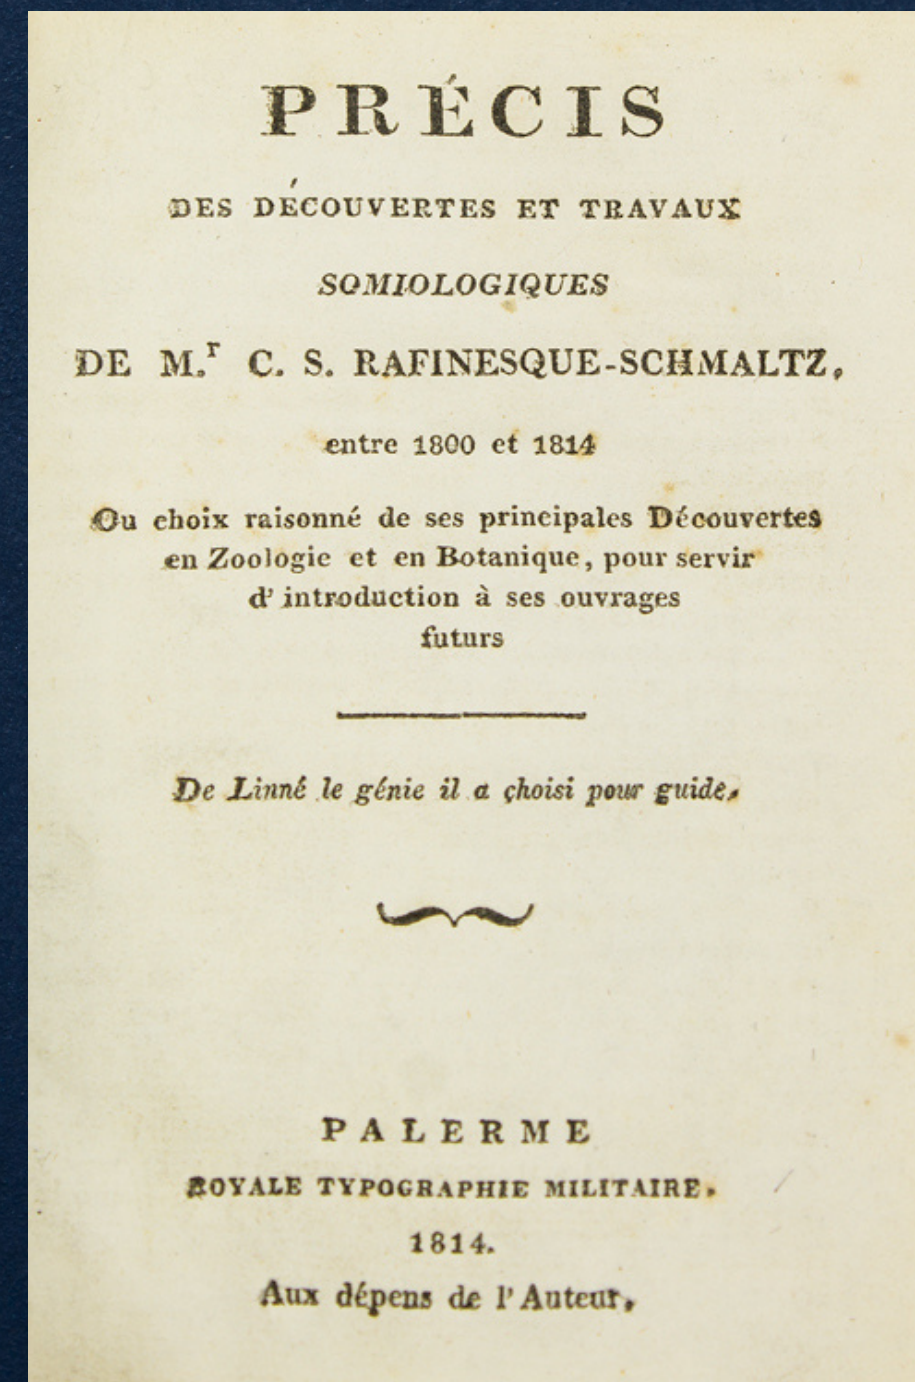 PRÉCIS
DES DÉCOUVERTES ET TRAVAUX
SOMIOLOGIQUES
DE M.r C. S. RAFINESQUE-SCHMALTZ,
entre 1800 et 1814
Ou choix raisonné de ses principales Découvertes
en Zoologie et en Botanique, pour servir
d' introduction à ses ouvrages
futurs
De Linné le génie il a choisi pour guide.
PALERME
ROYALE TYPOGRAPHIE MILITAIRE.
1814.
Aux dépens de l'Auteur.